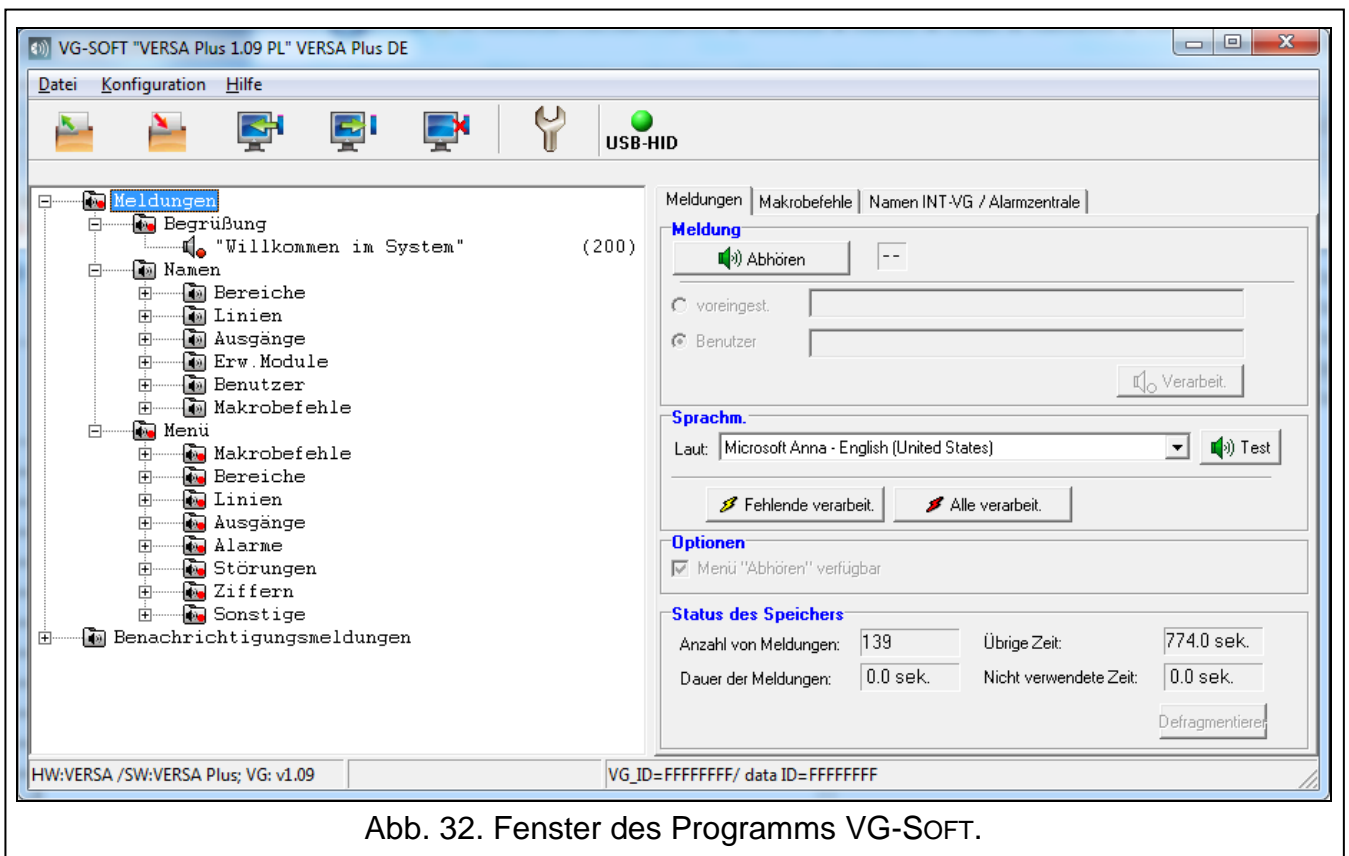 VG-SOFT "VERSA Plus 1.09 PL" VERSA Plus DE
Datei Konfiguration Hilfe
USB-HID
Meldungen
Begrüßung
"Willkommen im System" (200)
Namen
Bereiche
Linien
Ausgänge
Erw.Module
Benutzer
Makrobefehle
Menü
Makrobefehle
Bereiche
Linien
Ausgänge
Alarme
Störungen
Ziffern
Sonstige
Benachrichtigungsmeldungen
Meldungen Makrobefehle Namen INT-VG / Alarmzentrale
Meldung
Abhören --
voreingest.
Benutzer
Verarbeit.
Sprachm.
Laut: Microsoft Anna - English (United States) Test
Fehlende verarbeit. Alle verarbeit.
Optionen
Menü "Abhören" verfügbar
Status des Speichers
Anzahl von Meldungen: 139 Übrige Zeit: 774.0 sek.
Dauer der Meldungen: 0.0 sek. Nicht verwendete Zeit: 0.0 sek.
Defragmentierer
HW:VERSA /SW:VERSA Plus; VG: v1.09 VG_ID=FFFFFFFF/ data ID=FFFFFFFF
Abb. 32. Fenster des Programms VG-SOFT.